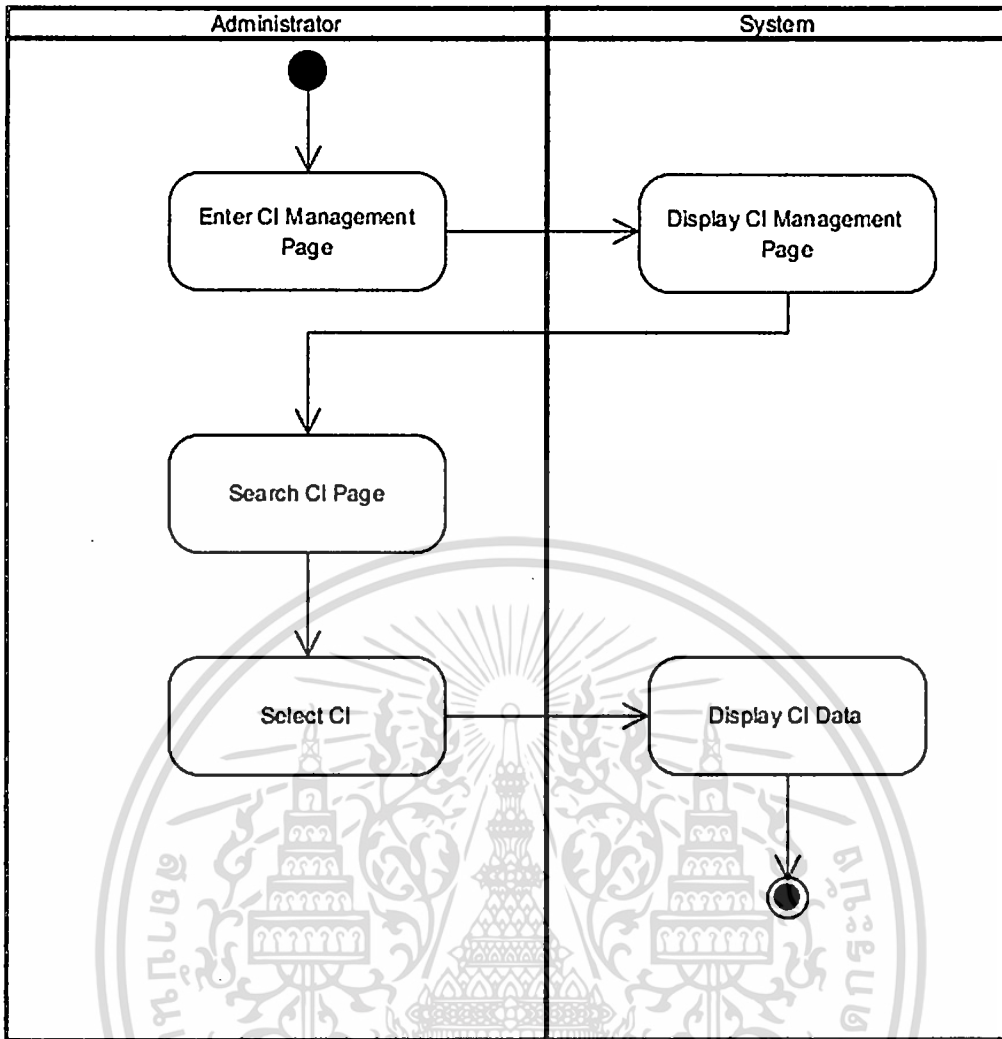 Administrator
System
Enter CI Management
Page
Display CI Management
Page
Search CI Page
Select CI
Display CI Data